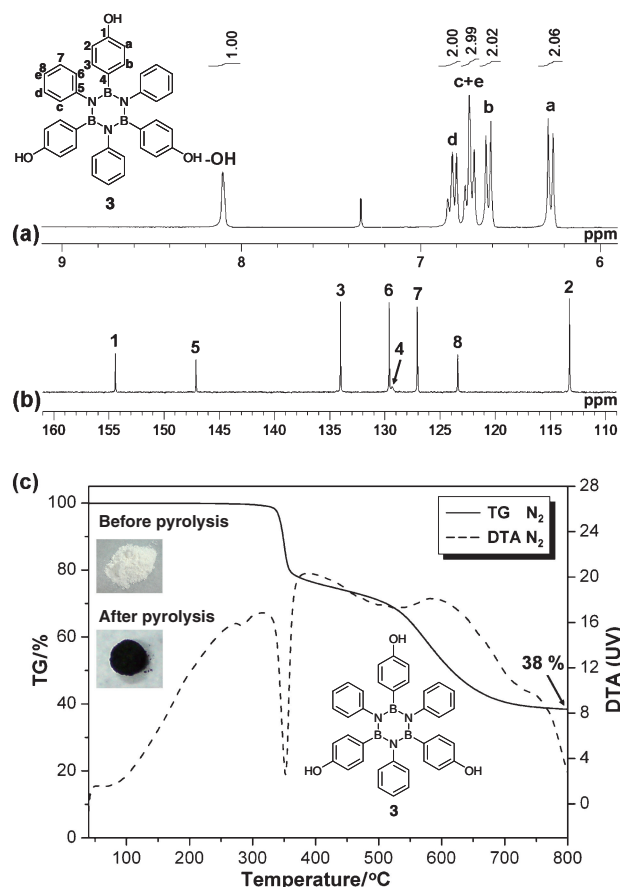 OH
1
2 a
3 b
4
7
8 6
e 5
d
c
B
N N
B B
N
HO OH
3
-OH
1.00
2.00
2.99
2.02
2.06
c+e
d
b
a
(a)
ppm
9 8 7 6
1
5
3
6
4
7
8
2
(b)
ppm
160 155 150 145 140 135 130 125 120 115 110
(c)
TG N2
DTA N2
Before pyrolysis
After pyrolysis
38 %
OH
B
N N
B B
N
HO OH
3
TG/%
100
80
60
40
20
0
DTA (UV)
28
24
20
16
12
8
4
0
100 200 300 400 500 600 700 800
Temperature/°C